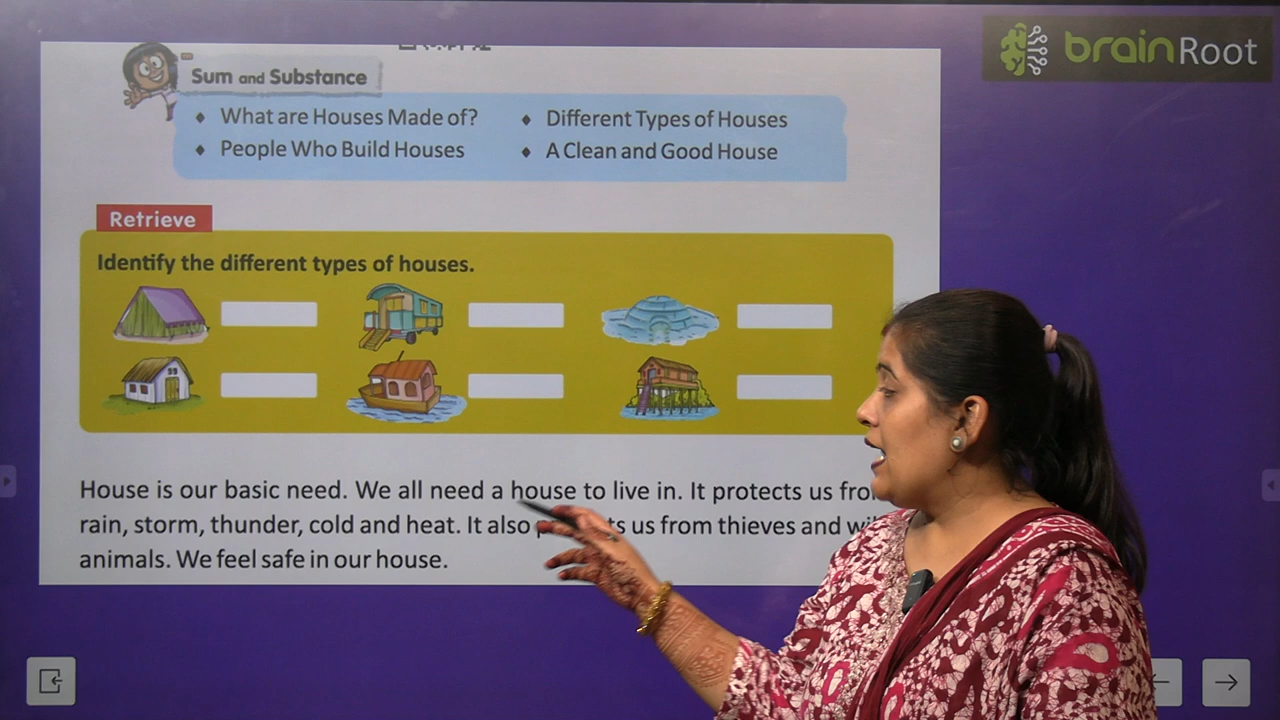 brainRoot
Sum and Substance
What are Houses Made of?
Different Types of Houses
People Who Build Houses
A Clean and Good House
Retrieve
Identify the different types of houses.
House is our basic need. We all need a house to live in. It protects us
rain, storm, thunder, cold and heat. It also us from thieves and
animals. We feel safe in our house.